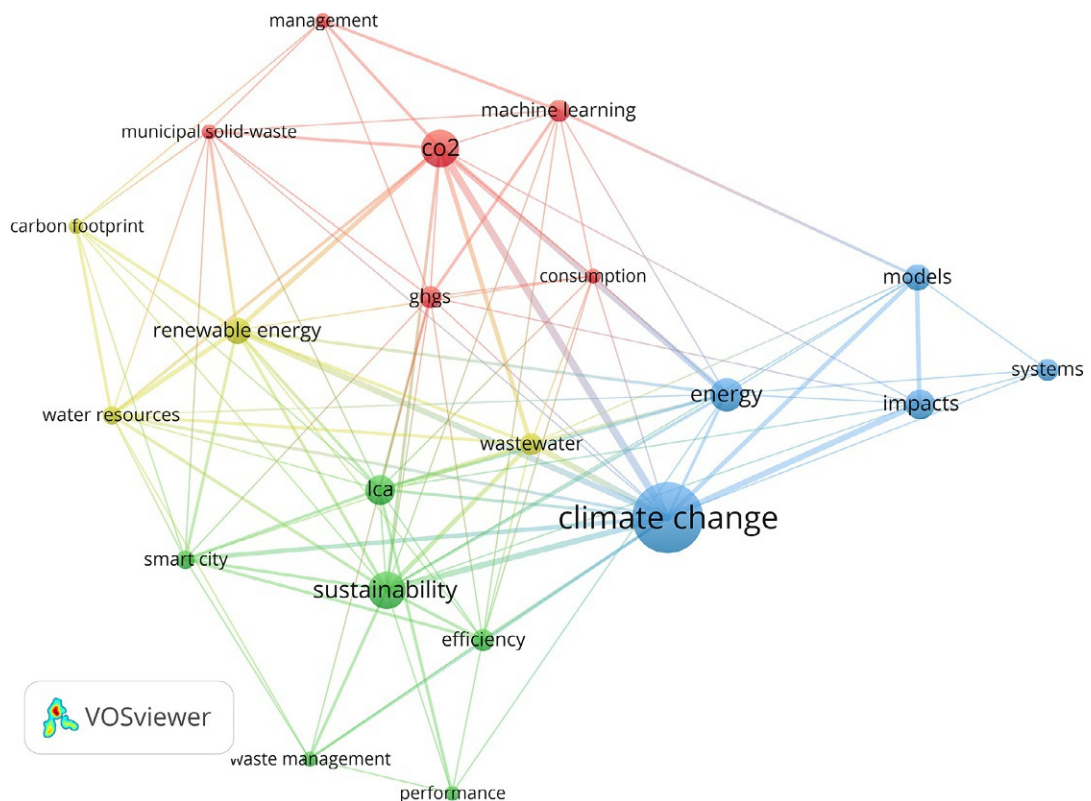 management
machine learning
municipal solid-waste
co2
carbon footprint
consumption
models
ghgs
renewable energy
systems
energy
impacts
water resources
wastewater
lca
climate change
smart city
sustainability
efficiency
VOSviewer
waste management
performance